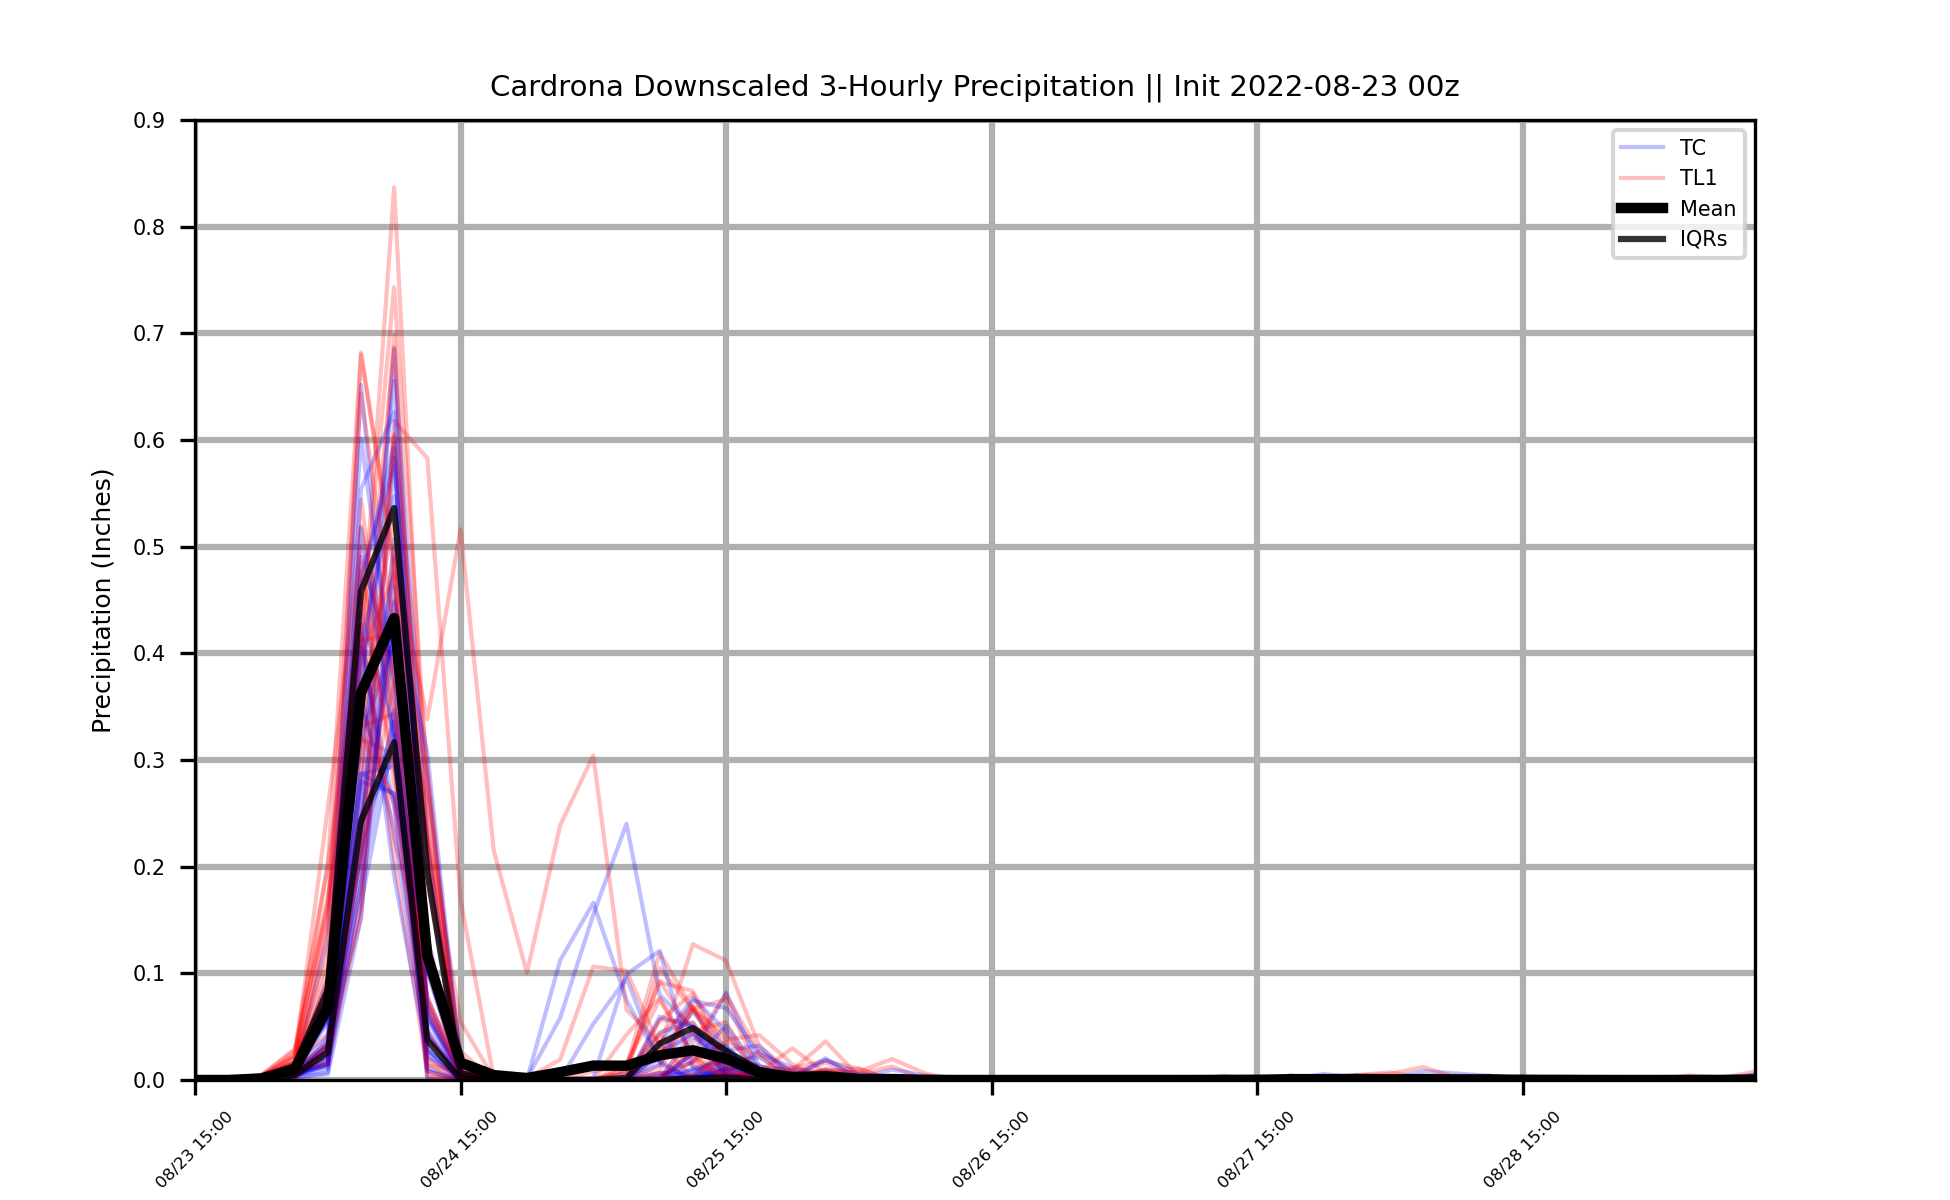 Cardrona Downscaled 3-Hourly Precipitation || Init 2022-08-23 00z
TC
TL1
Mean
IQRs
Precipitation (Inches)
0.9
0.8
0.7
0.6
0.5
0.4
0.3
0.2
0.1
0.0
08/23 15:00
08/24 15:00
08/25 15:00
08/26 15:00
08/27 15:00
08/28 15:00